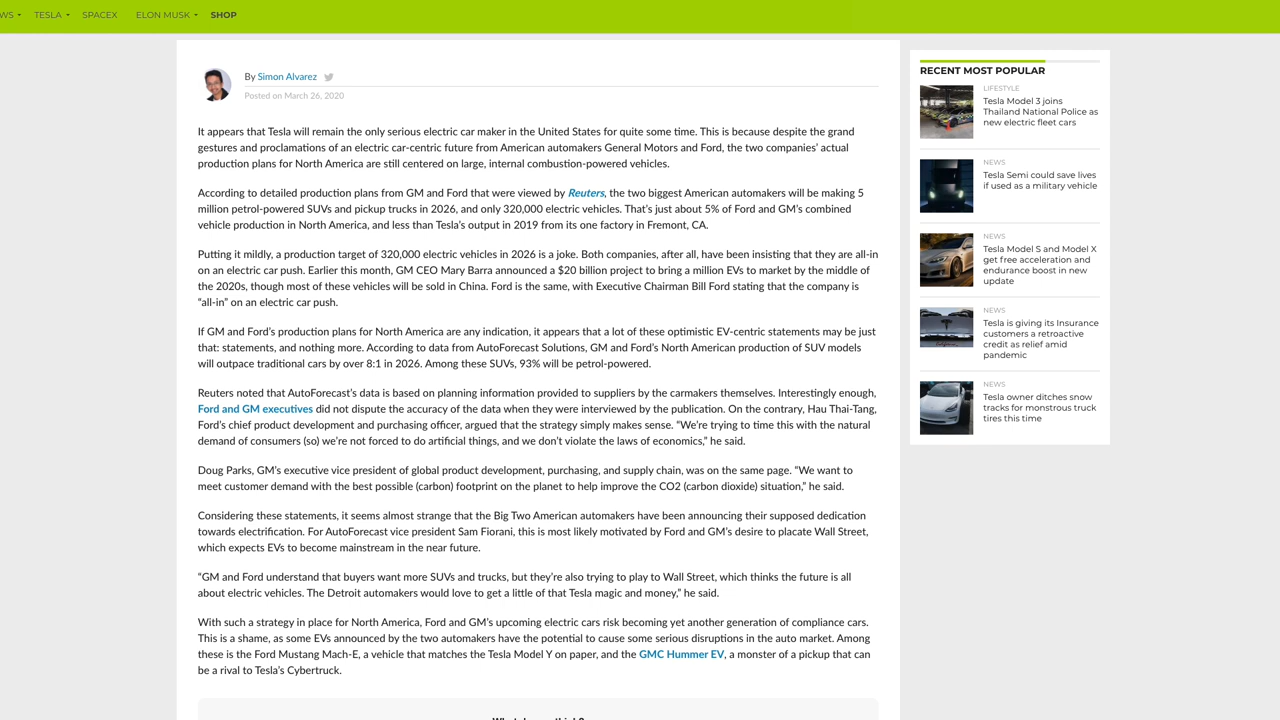 WS TESLA SPACEX ELON MUSK SHOP
By Simon Alvarez
Posted on March 26, 2020
It appears that Tesla will remain the only serious electric car maker in the United States for quite some time. This is because despite the grand
gestures and proclamations of an electric car-centric future from American automakers General Motors and Ford, the two companies’ actual
production plans for North America are still centered on large, internal combustion-powered vehicles.
According to detailed production plans from GM and Ford that were viewed by Reuters, the two biggest American automakers will be making 5
million petrol-powered SUVs and pickup trucks in 2026, and only 320,000 electric vehicles. That’s just about 5% of Ford and GM’s combined
vehicle production in North America, and less than Tesla’s output in 2019 from its one factory in Fremont, CA.
Putting it mildly, a production target of 320,000 electric vehicles in 2026 is a joke. Both companies, after all, have been insisting that they are all-in
on an electric car push. Earlier this month, GM CEO Mary Barra announced a $20 billion project to bring a million EVs to market by the middle of
the 2020s, though most of these vehicles will be sold in China. Ford is the same, with Executive Chairman Bill Ford stating that the company is
“all-in” on an electric car push.
If GM and Ford’s production plans for North America are any indication, it appears that a lot of these optimistic EV-centric statements may be just
that: statements, and nothing more. According to data from AutoForecast Solutions, GM and Ford’s North American production of SUV models
will outpace traditional cars by over 8:1 in 2026. Among these SUVs, 93% will be petrol-powered.
Reuters noted that AutoForecast’s data is based on planning information provided to suppliers by the carmakers themselves. Interestingly enough,
Ford and GM executives did not dispute the accuracy of the data when they were interviewed by the publication. On the contrary, Hau Thai-Tang,
Ford’s chief product development and purchasing officer, argued that the strategy simply makes sense. “We’re trying to time this with the natural
demand of consumers (so) we’re not forced to do artificial things, and we don’t violate the laws of economics,” he said.
Doug Parks, GM’s executive vice president of global product development, purchasing, and supply chain, was on the same page. “We want to
meet customer demand with the best possible (carbon) footprint on the planet to help improve the CO2 (carbon dioxide) situation,” he said.
Considering these statements, it seems almost strange that the Big Two American automakers have been announcing their supposed dedication
towards electrification. For AutoForecast vice president Sam Fiorani, this is most likely motivated by Ford and GM’s desire to placate Wall Street,
which expects EVs to become mainstream in the near future.
“GM and Ford understand that buyers want more SUVs and trucks, but they’re also trying to play to Wall Street, which thinks the future is all
about electric vehicles. The Detroit automakers would love to get a little of that Tesla magic and money,” he said.
With such a strategy in place for North America, Ford and GM’s upcoming electric cars risk becoming yet another generation of compliance cars.
This is a shame, as some EVs announced by the two automakers have the potential to cause some serious disruptions in the auto market. Among
these is the Ford Mustang Mach-E, a vehicle that matches the Tesla Model Y on paper, and the GMC Hummer EV, a monster of a pickup that can
be a rival to Tesla’s Cybertruck.
RECENT MOST POPULAR
LIFESTYLE
Tesla Model 3 joins
Thailand National Police as
new electric fleet cars
NEWS
Tesla Semi could save lives
if used as a military vehicle
NEWS
Tesla Model S and Model X
get free acceleration and
endurance boost in new
update
NEWS
Tesla is giving its Insurance
customers a retroactive
credit as relief amid
pandemic
NEWS
Tesla owner ditches snow
tracks for monstrous truck
tires this time